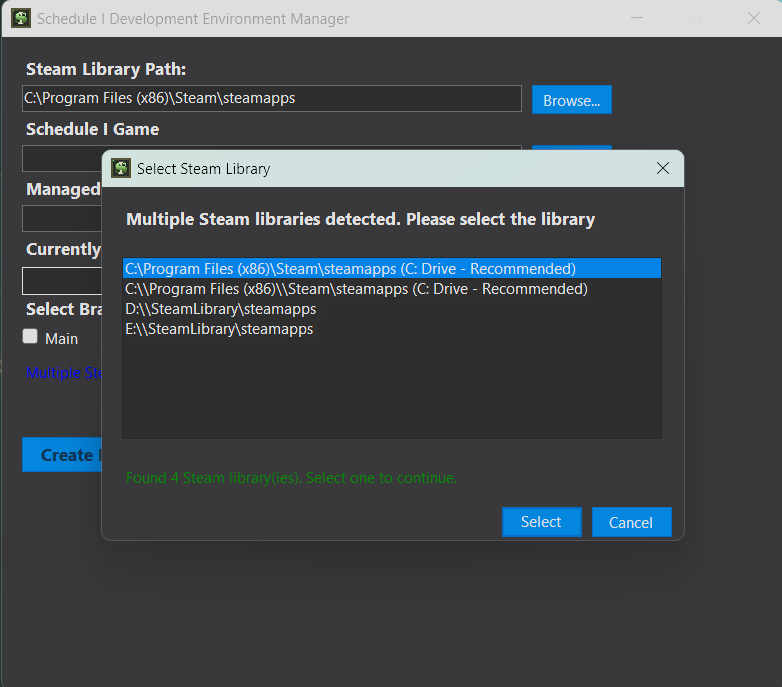 Schedule I Development Environment Manager
Steam Library Path:
C:\Program Files (x86)\Steam\steamapps
Browse...
Schedule I Game
Managed
Currently
Select Bra
Main
Multiple Ste
Create
Select Steam Library
Multiple Steam libraries detected. Please select the library
C:\Program Files (x86)\Steam\steamapps (C: Drive - Recommended)
C:\\Program Files (x86)\\Steam\steamapps (C: Drive - Recommended)
D:\\SteamLibrary\steamapps
E:\\SteamLibrary\steamapps
Found 4 Steam library(ies). Select one to continue.
Select
Cancel